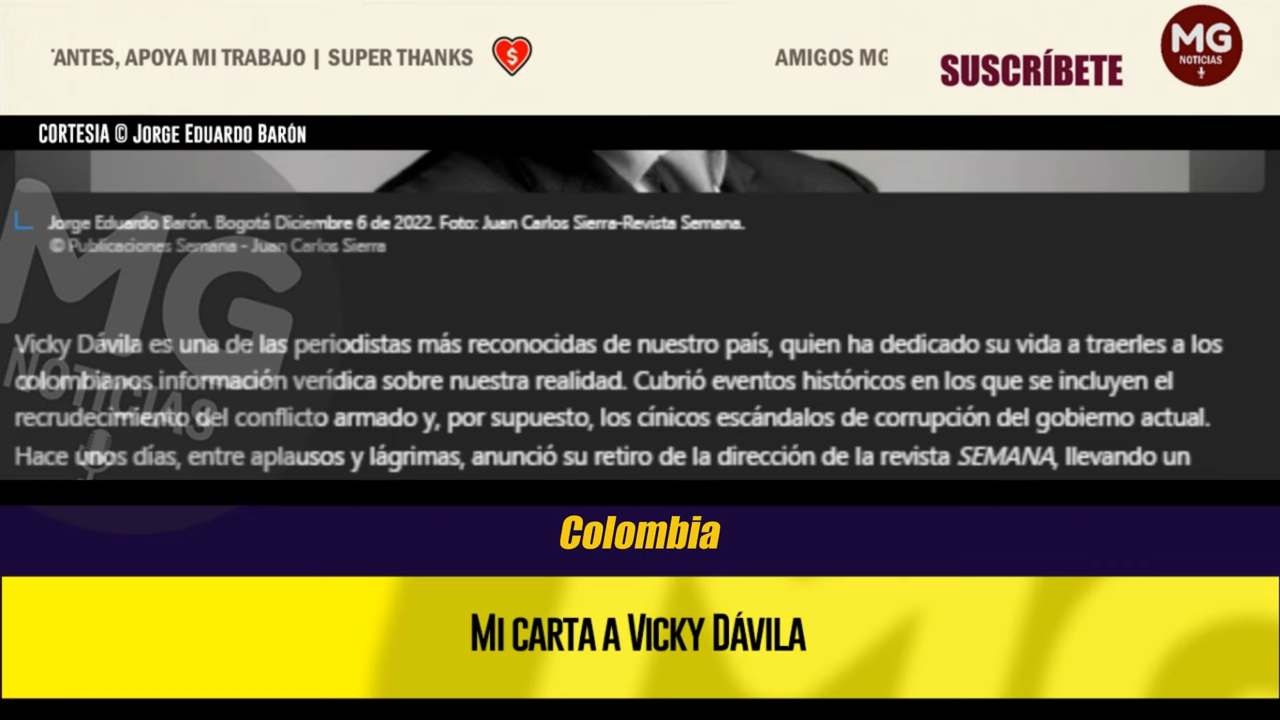 'ANTES, APOYA MI TRABAJO | SUPER THANKS
$
AMIGOS MG
SUSCRÍBETE
MG
NOTICIAS
CORTESIA © JORGE EDUARDO BARÓN
Jorge Eduardo Barón. Bogotá Diciembre 6 de 2022. Foto: Juan Carlos Sierra-Revista Semana.
© Publicaciones Semana - Juan Carlos Sierra
MG
NOTICIAS
Vicky Dávila es una de las periodistas más reconocidas de nuestro país, quien ha dedicado su vida a traerles a los
colombianos información verídica sobre nuestra realidad. Cubrió eventos históricos en los que se incluyen el
recrudecimiento del conflicto armado y, por supuesto, los cínicos escándalos de corrupción del gobierno actual.
Hace unos días, entre aplausos y lágrimas, anunció su retiro de la dirección de la revista SEMANA, llevando un
Colombia
MI CARTA A VICKY DÁVILA